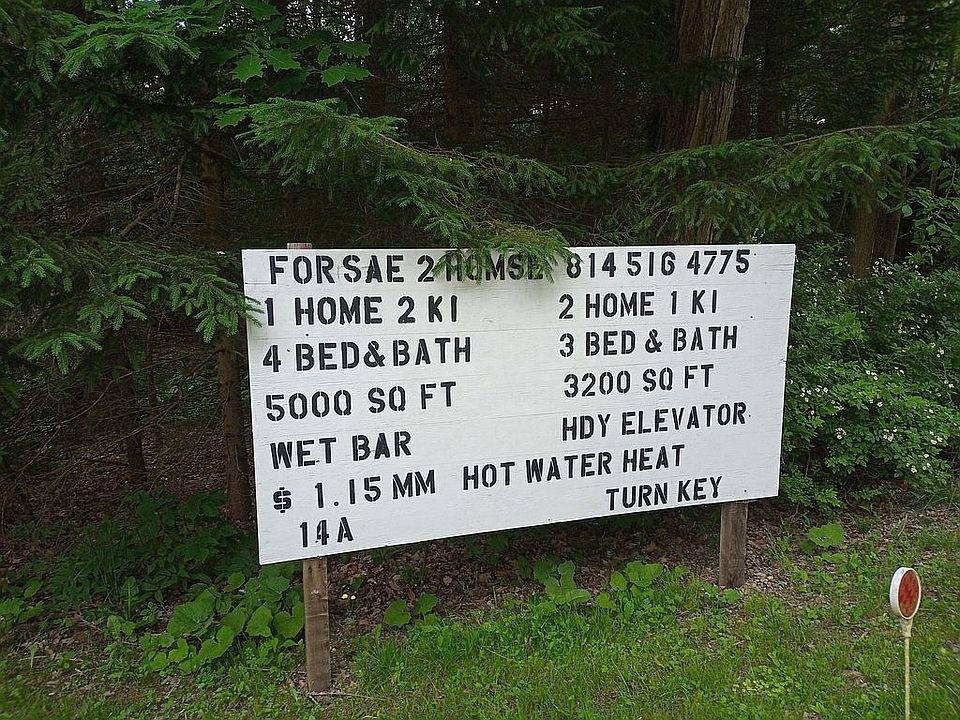 FORSAE 2 HOMSE 814 516 4775
1 HOME 2 KI
4 BED&BATH
5000 SQ FT
WET BAR
$ 1.15 MM
14A
2 HOME 1 KI
3 BED & BATH
3200 SQ FT
HDY ELEVATOR
HOT WATER HEAT
TURN KEY